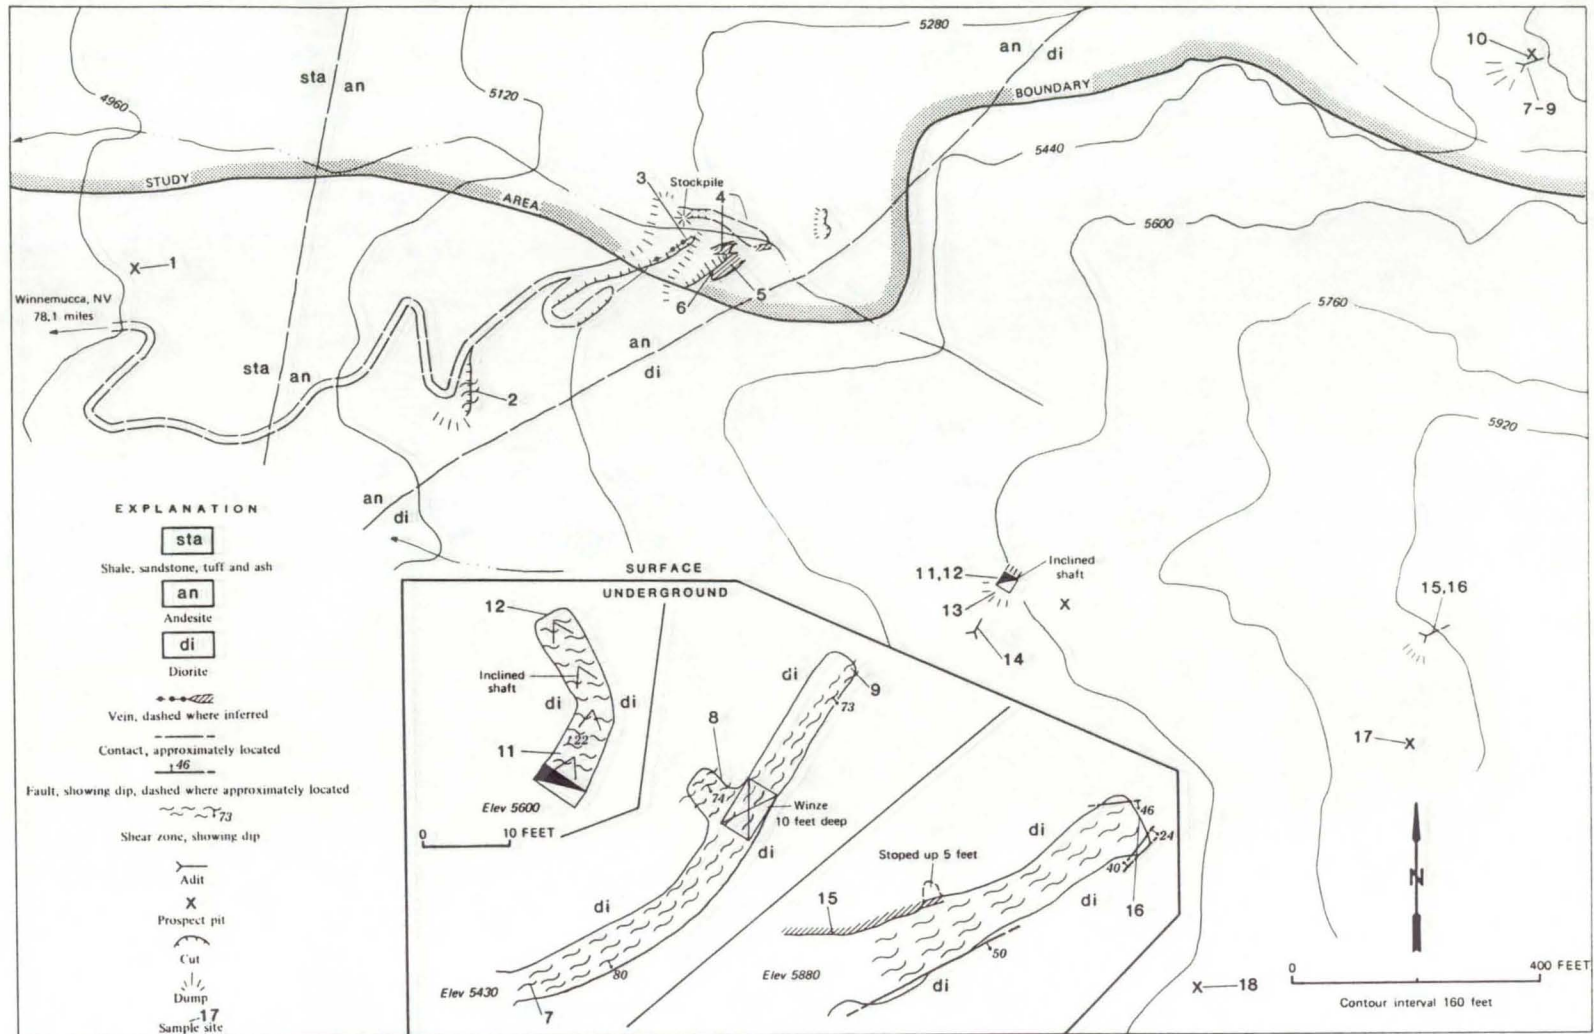 5280
an
di
10
X
7-9
sta
an
4960
5120
BOUNDARY
5440
STUDY
AREA
3
Stockpile
4
5600
X
1
Winnemucca, NV
78.1 miles
6
5
5760
an
di
sta
an
2
5920
an
di
EXPLANATION
sta
Shale, sandstone, tuff and ash
an
Andesite
di
Diorite
Vein, dashed where inferred
Contact, approximately located
46
Fault, showing dip, dashed where approximately located
73
Shear zone, showing dip
Adit
X
Prospect pit
Cut
Dump
17
Sample site
SURFACE
UNDERGROUND
11,12
Inclined
shaft
13
X
14
15,16
17
X
X
18
12
Inclined
shaft
di
di
22
11
Elev 5600
0
10 FEET
di
9
73
8
74
Winze
10 feet deep
di
di
80
Elev 5430
7
di
46
24
Stoped up 5 feet
40
15
di
16
50
Elev 5880
di
N
0
400 FEET
Contour interval 160 feet